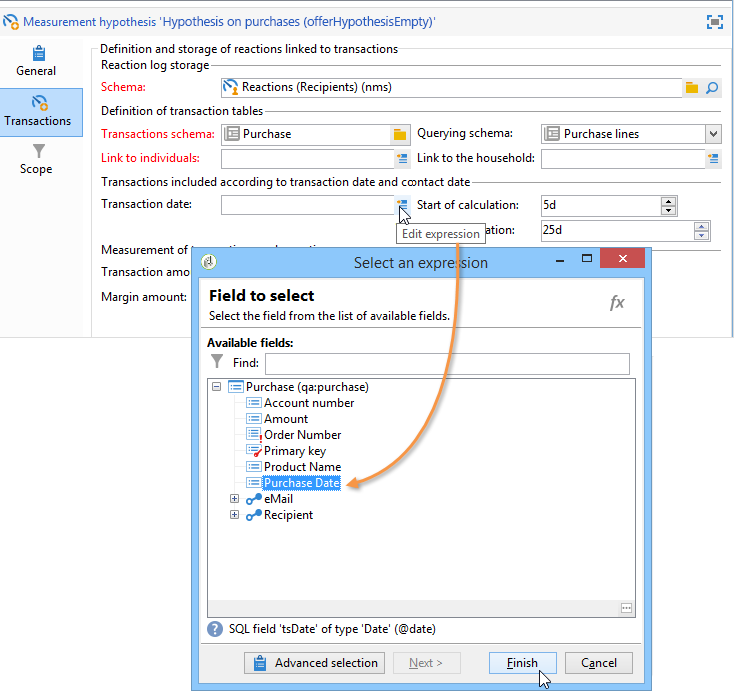 Measurement hypothesis 'Hypothesis on purchases (offerHypothesisEmpty)'
General
Transactions
Scope
Definition and storage of reactions linked to transactions
Reaction log storage
Schema: Reactions (Recipients) (nms)
Definition of transaction tables
Transactions schema: Purchase Querying schema: Purchase lines
Link to individuals: Link to the household:
Transactions included according to transaction date and contact date
Transaction date: Start of calculation: 5d
Edit expression 25d
Measurement of
Transaction amo
Margin amount:
Select an expression
Field to select
Select the field from the list of available fields.
fx
Available fields:
Find:
Purchase (qa:purchase)
Account number
Amount
Order Number
Primary key
Product Name
Purchase Date
eMail
Recipient
SQL field 'tsDate' of type 'Date' (@date)
Advanced selection Next > Finish Cancel